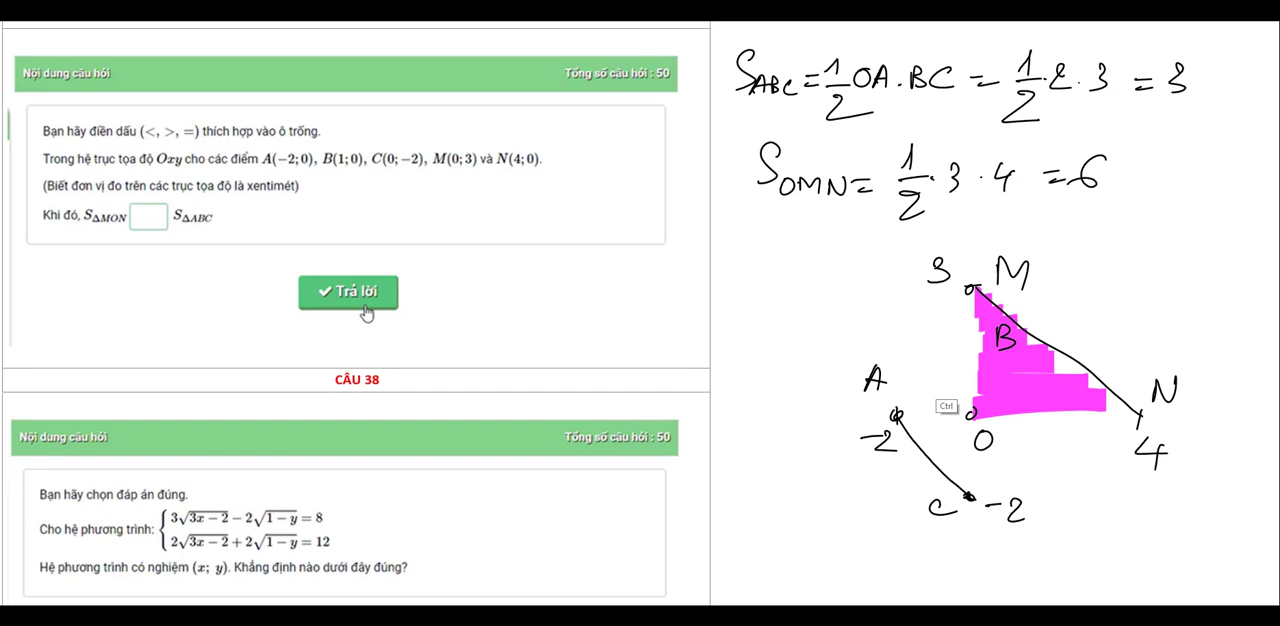 Nội dung câu hỏi
Tổng số câu hỏi : 50
Bạn hãy điền dấu (<, >, =) thích hợp vào ô trống.
Trong hệ trục tọa độ Oxy cho các điểm A(−2; 0), B(1; 0), C(0; −2), M(0; 3) và N(4; 0).
(Biết đơn vị đo trên các trục tọa độ là xentimét)
Khi đó, S△MON S△ABC
Trả lời
CÂU 38
Nội dung câu hỏi
Tổng số câu hỏi : 50
Bạn hãy chọn đáp án đúng.
Cho hệ phương trình: { 3√(3x − 2) − 2√(1 − y) = 8
2√(3x − 2) + 2√(1 − y) = 12
Hệ phương trình có nghiệm (x; y). Khẳng định nào dưới đây đúng?
S ABC = 1/2 OA . BC = 1/2 . 2 . 3 = 3
S OMN = 1/2 . 3 . 4 = 6
3 M
B
A N
Ctrl
-2 O 4
C -2